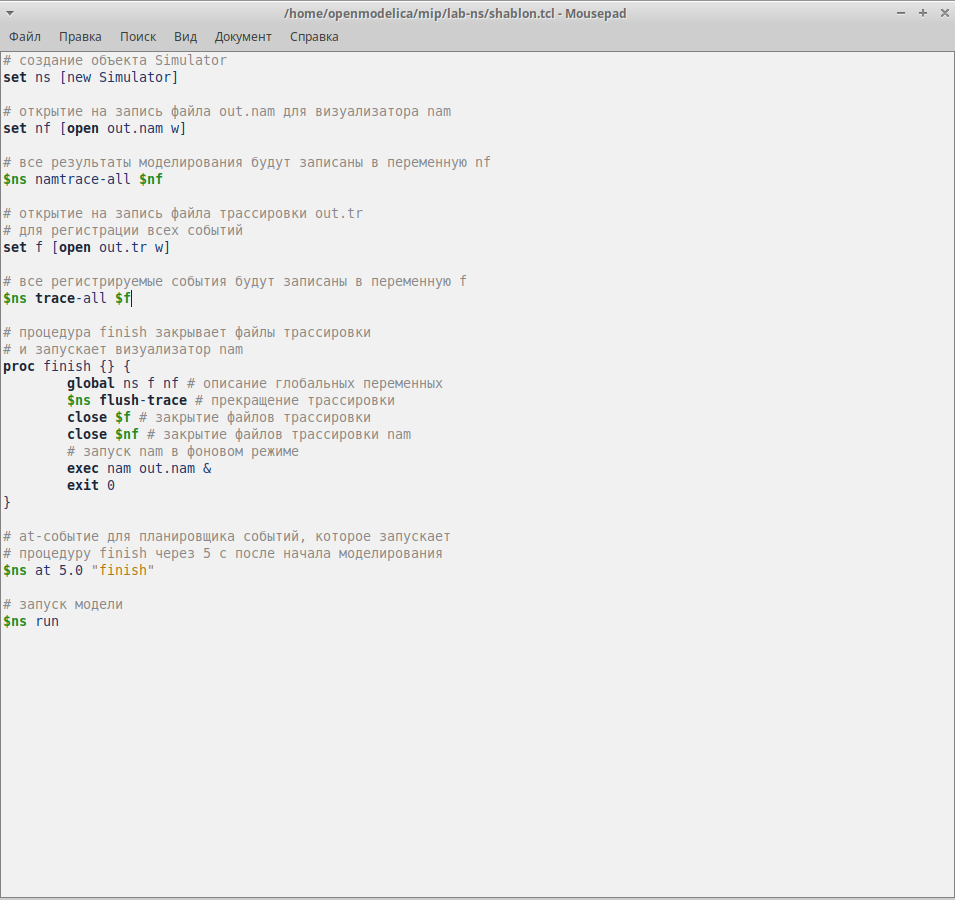 /home/openmodelica/mip/lab-ns/shablon.tcl - Mousepad
Файл Правка Поиск Вид Документ Справка
# создание объекта Simulator
set ns [new Simulator]

# открытие на запись файла out.nam для визуализатора nam
set nf [open out.nam w]

# все результаты моделирования будут записаны в переменную nf
$ns namtrace-all $nf

# открытие на запись файла трассировки out.tr
# для регистрации всех событий
set f [open out.tr w]

# все регистрируемые события будут записаны в переменную f
$ns trace-all $f

# процедура finish закрывает файлы трассировки
# и запускает визуализатор nam
proc finish {} {
        global ns f nf # описание глобальных переменных
        $ns flush-trace # прекращение трассировки
        close $f # закрытие файлов трассировки
        close $nf # закрытие файлов трассировки nam
        # запуск nam в фоновом режиме
        exec nam out.nam &
        exit 0
}

# at-событие для планировщика событий, которое запускает
# процедуру finish через 5 с после начала моделирования
$ns at 5.0 "finish"

# запуск модели
$ns run